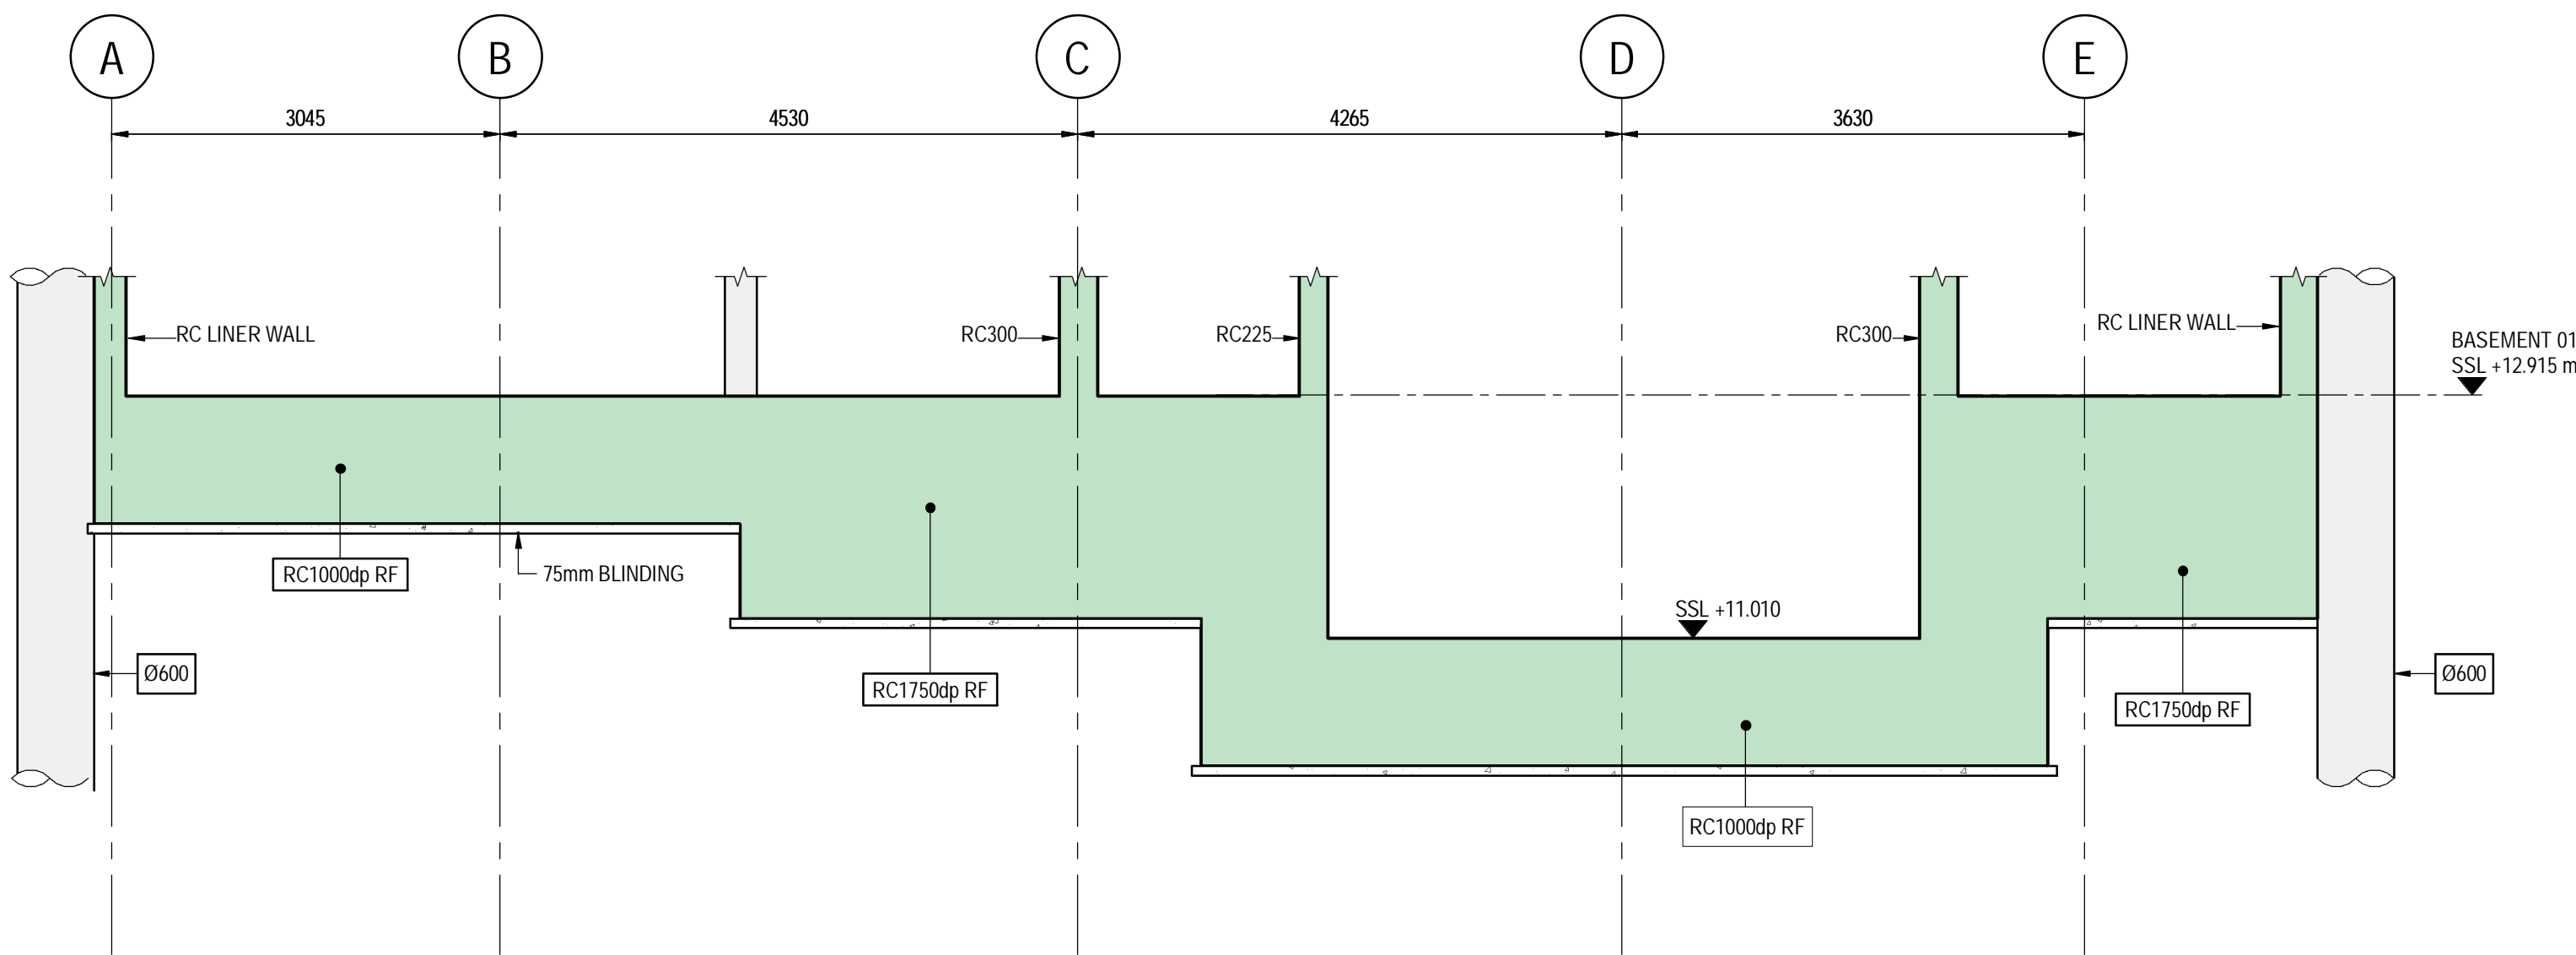 A
B
C
D
E
3045
4530
4265
3630
RC LINER WALL
RC300
RC225
RC300
RC LINER WALL
BASEMENT 01
SSL +12.915 m
RC1000dp RF
75mm BLINDING
SSL +11.010
Ø600
RC1750dp RF
Ø600
RC1750dp RF
RC1000dp RF